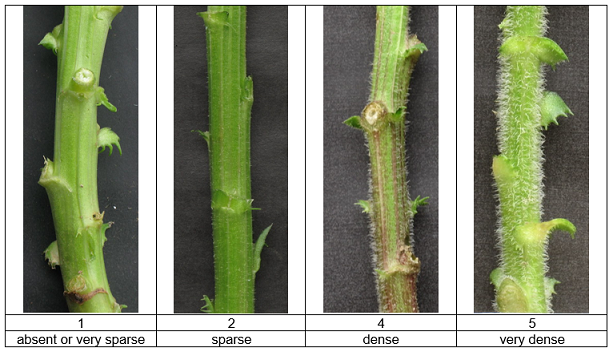 1 2 4 5
absent or very sparse sparse dense very dense